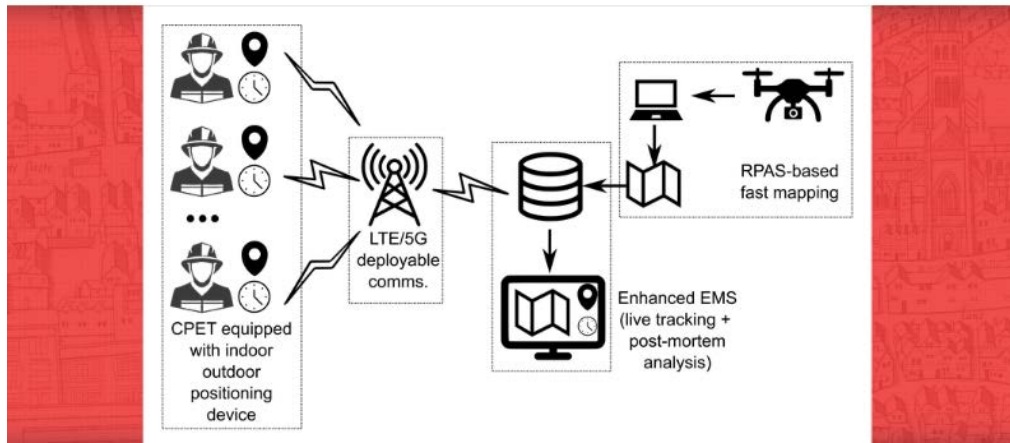 LTE/5G
deployable
comms.
CPET equipped
with indoor
outdoor
positioning
device
RPAS-based
fast mapping
Enhanced EMS
(live tracking +
post-mortem
analysis)